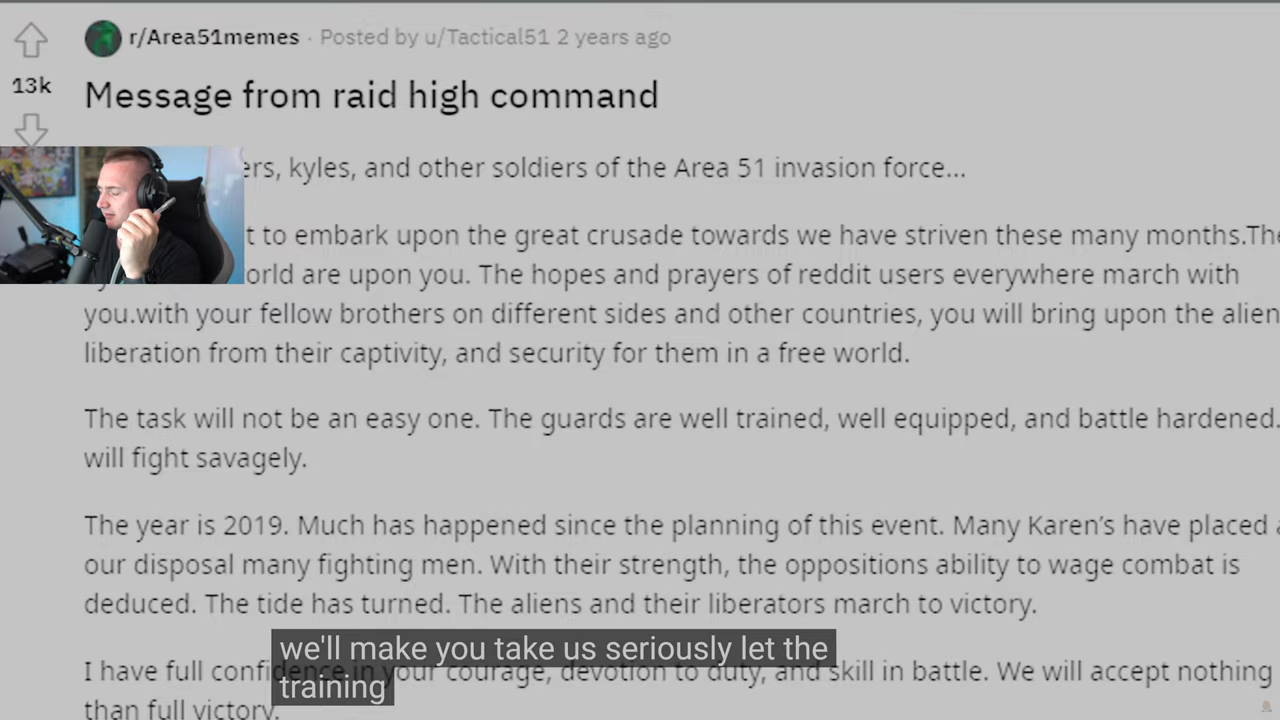 r/Area51memes · Posted by u/Tactical51 2 years ago
13k
Message from raid high command
ers, kyles, and other soldiers of the Area 51 invasion force...
t to embark upon the great crusade towards we have striven these many months.The
orld are upon you. The hopes and prayers of reddit users everywhere march with
you.with your fellow brothers on different sides and other countries, you will bring upon the alien
liberation from their captivity, and security for them in a free world.
The task will not be an easy one. The guards are well trained, well equipped, and battle hardened.
will fight savagely.
The year is 2019. Much has happened since the planning of this event. Many Karen’s have placed a
our disposal many fighting men. With their strength, the oppositions ability to wage combat is
deduced. The tide has turned. The aliens and their liberators march to victory.
we'll make you take us seriously let the
training
I have full confidence in your courage, devotion to duty, and skill in battle. We will accept nothing
than full victory.